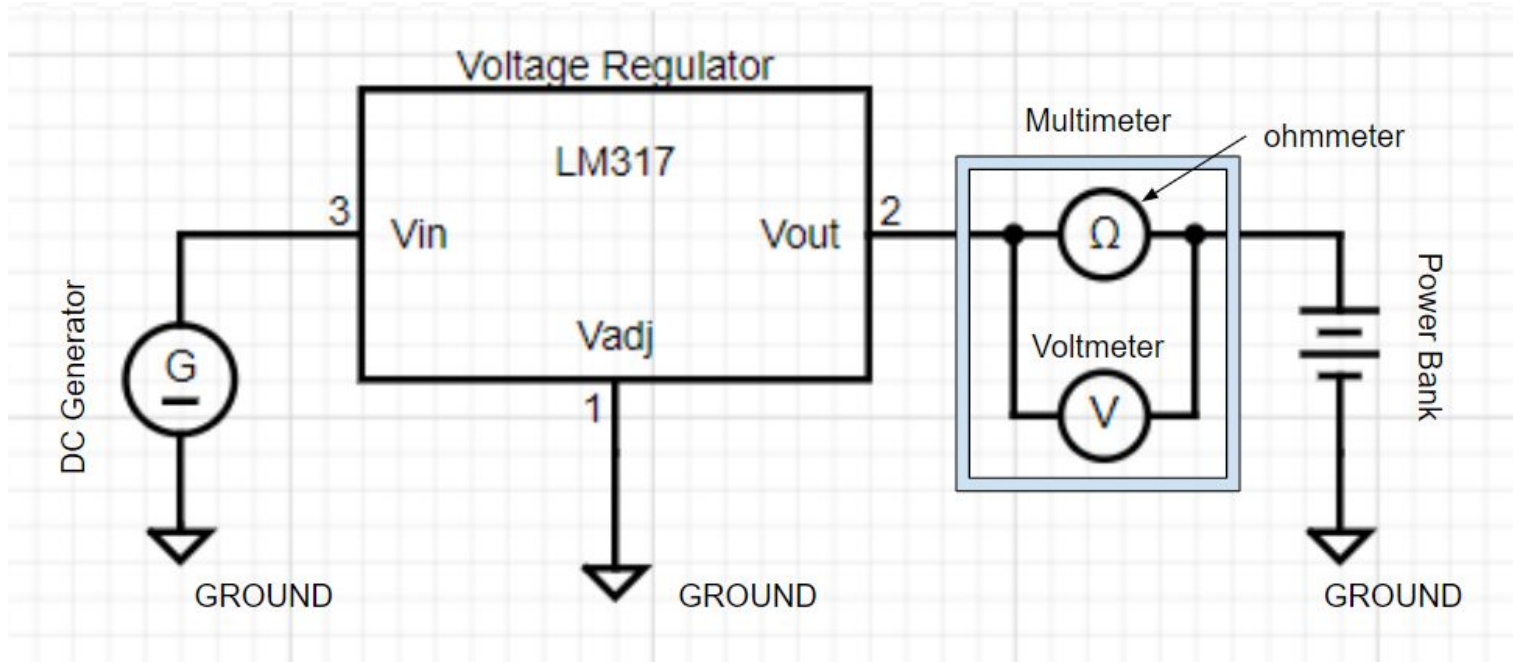 Voltage Regulator
LM317
Multimeter
ohmmeter
3
Vin
Vout
2
Ω
DC Generator
G
Vadj
1
Voltmeter
V
Power Bank
GROUND
GROUND
GROUND